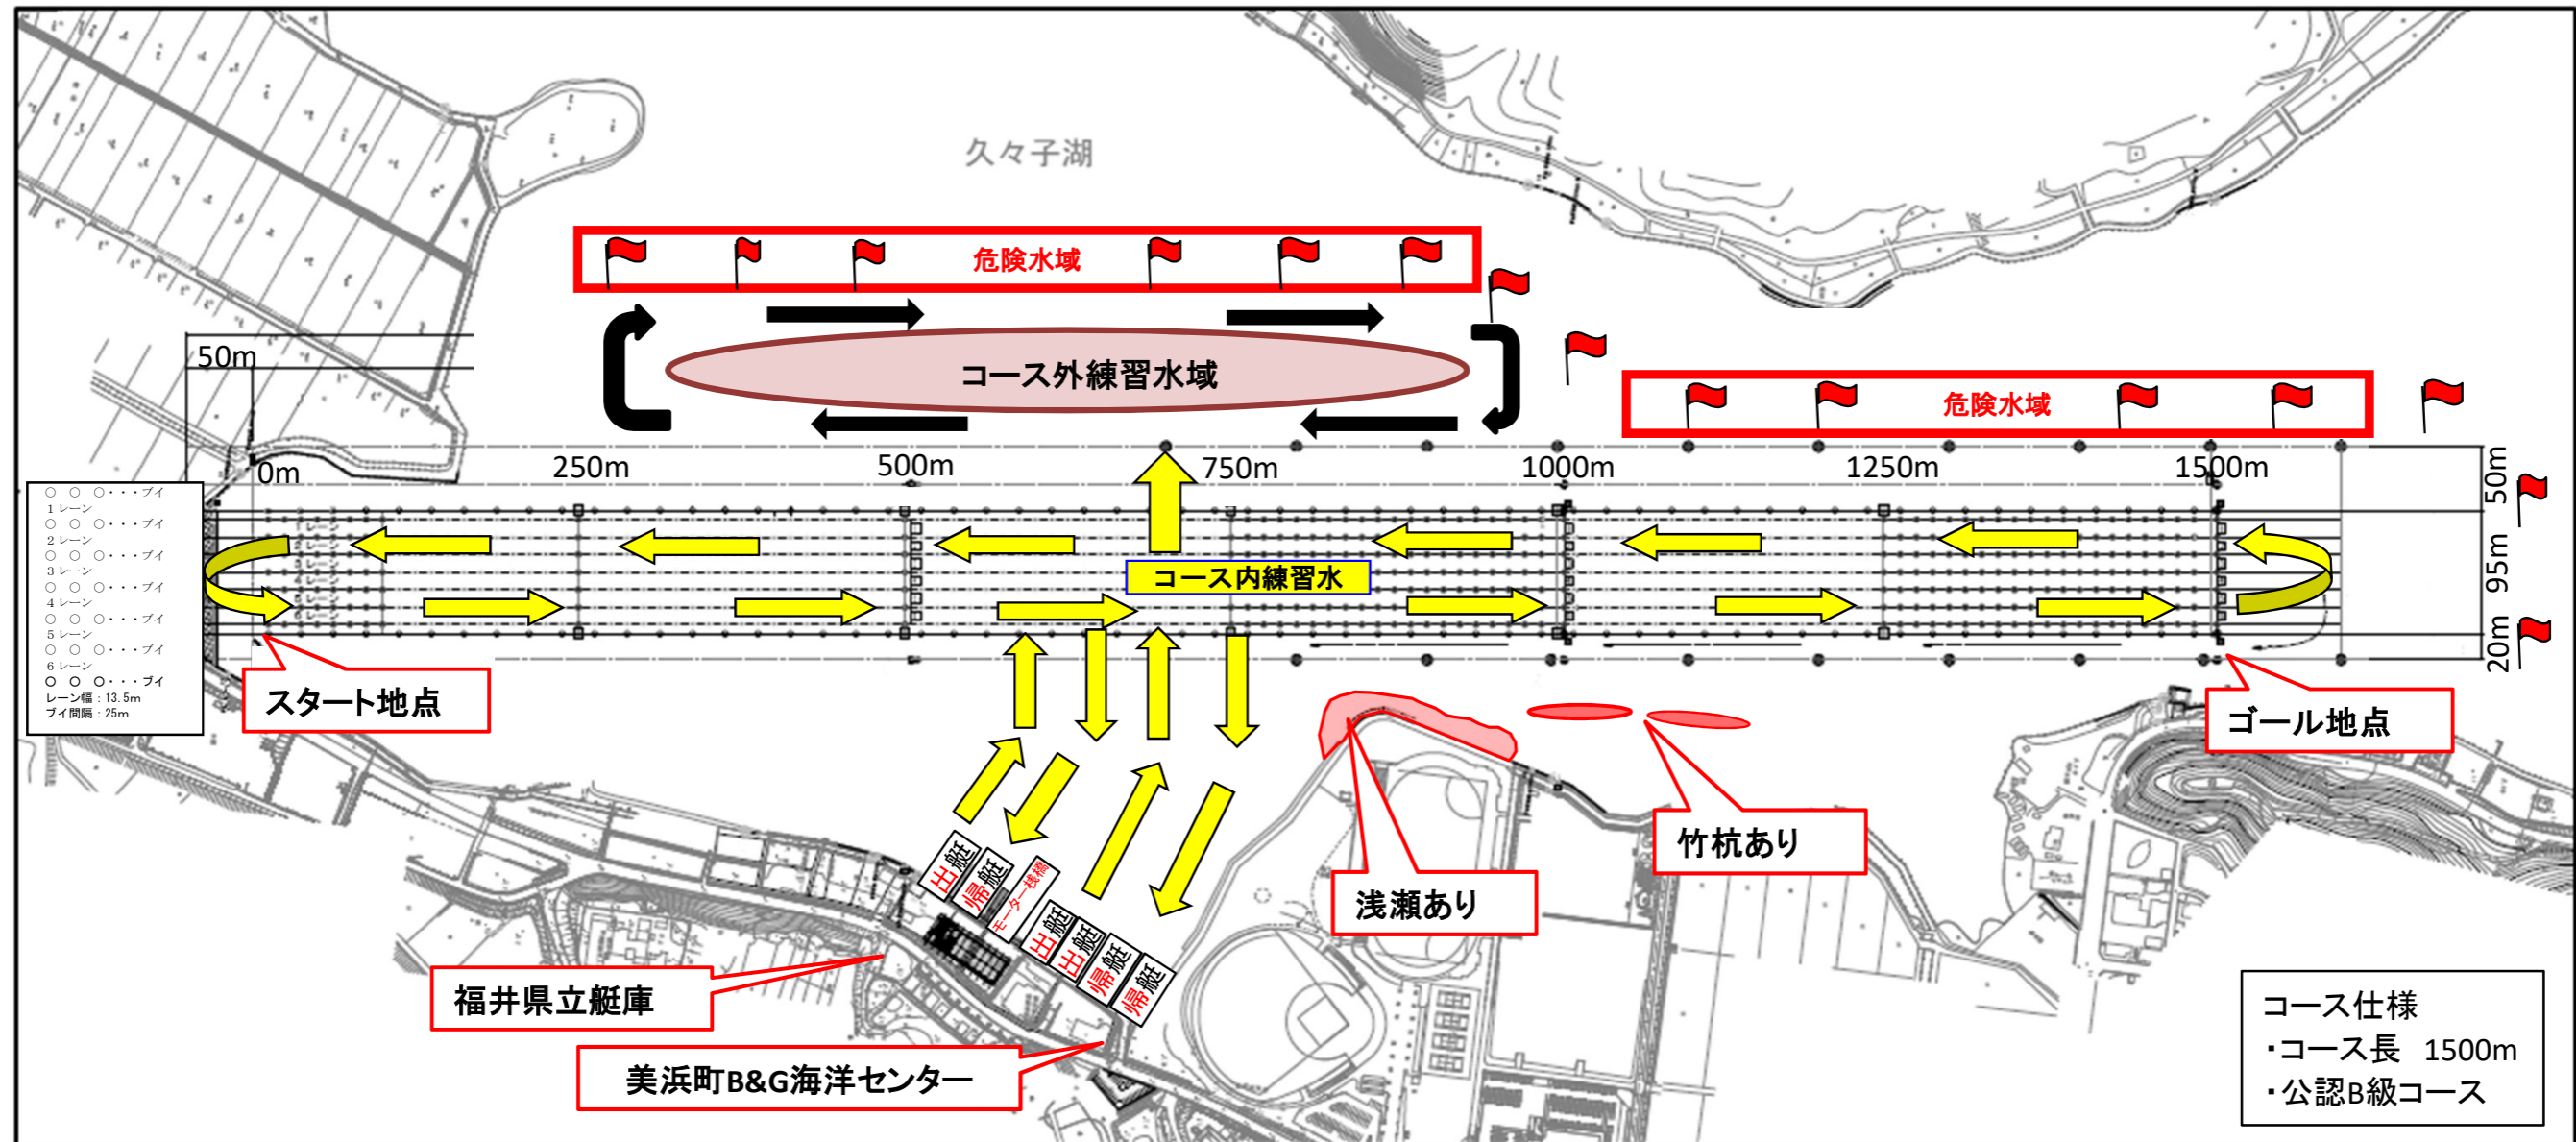 久々子湖
危険水域
コース外練習水域
危険水域
50m
0m
250m
500m
750m
1000m
1250m
1500m
50m
95m
20m
○ ○ ○・・・ブイ
1レーン
○ ○ ○・・・ブイ
2レーン
○ ○ ○・・・ブイ
3レーン
○ ○ ○・・・ブイ
4レーン
○ ○ ○・・・ブイ
5レーン
○ ○ ○・・・ブイ
6レーン
○ ○ ○・・・ブイ
レーン幅：13.5m
ブイ間隔：25m
コース内練習水
スタート地点
ゴール地点
竹杭あり
浅瀬あり
出艇
帰艇
モーター桟橋
出艇
出艇
帰艇
帰艇
福井県立艇庫
美浜町B&G海洋センター
コース仕様
・コース長 1500m
・公認B級コース